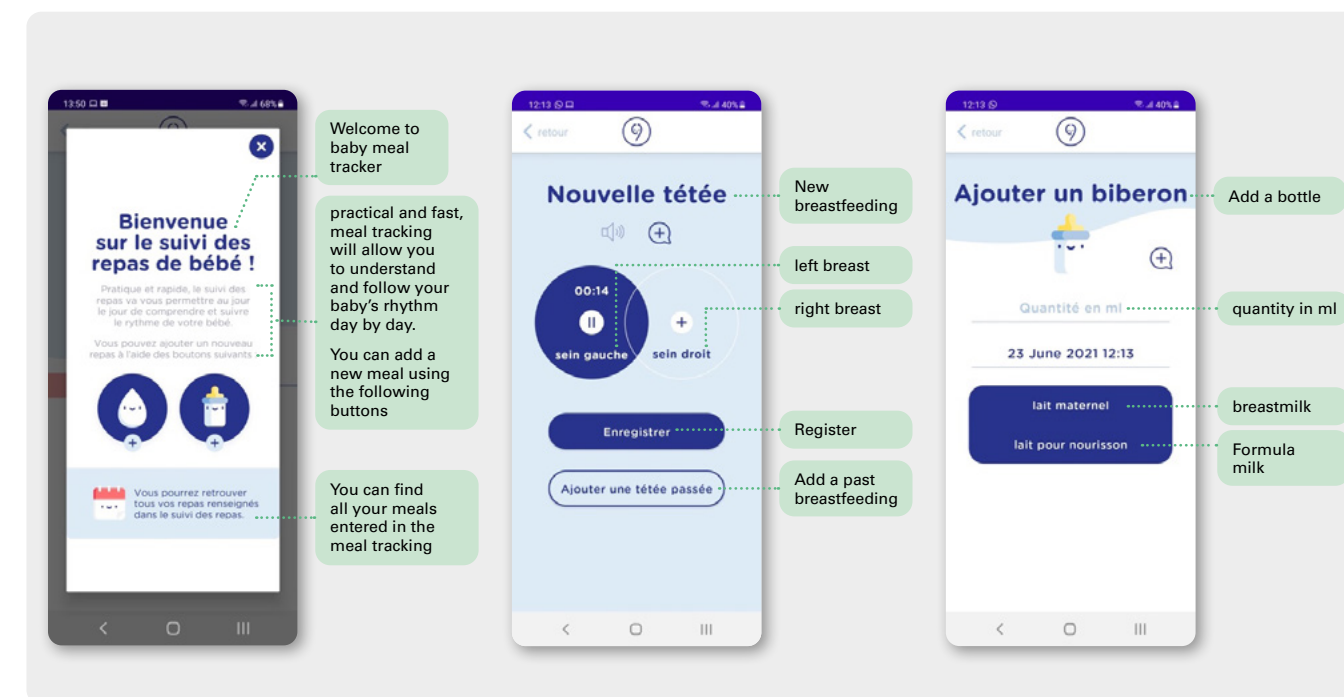 13:50
68%
Bienvenue
sur le suivi des
repas de bébé !
Pratique et rapide, le suivi des
repas va vous permettre au jour
le jour de comprendre et suivre
le rythme de votre bébé.
Vous pouvez ajouter un nouveau
repas à l'aide des boutons suivants
Vous pourrez retrouver
tous vos repas renseignés
dans le suivi des repas.
Welcome to
baby meal
tracker
practical and fast,
meal tracking
will allow you
to understand
and follow your
baby's rhythm
day by day.
You can add a
new meal using
the following
buttons
You can find
all your meals
entered in the
meal tracking
12:13
40%
retour
Nouvelle tétée
00:14
sein gauche
sein droit
Enregistrer
Ajouter une tétée passée
New
breastfeeding
left breast
right breast
Register
Add a past
breastfeeding
12:13
40%
retour
Ajouter un biberon
Quantité en ml
23 June 2021 12:13
lait maternel
lait pour nourisson
Add a bottle
quantity in ml
breastmilk
Formula
milk